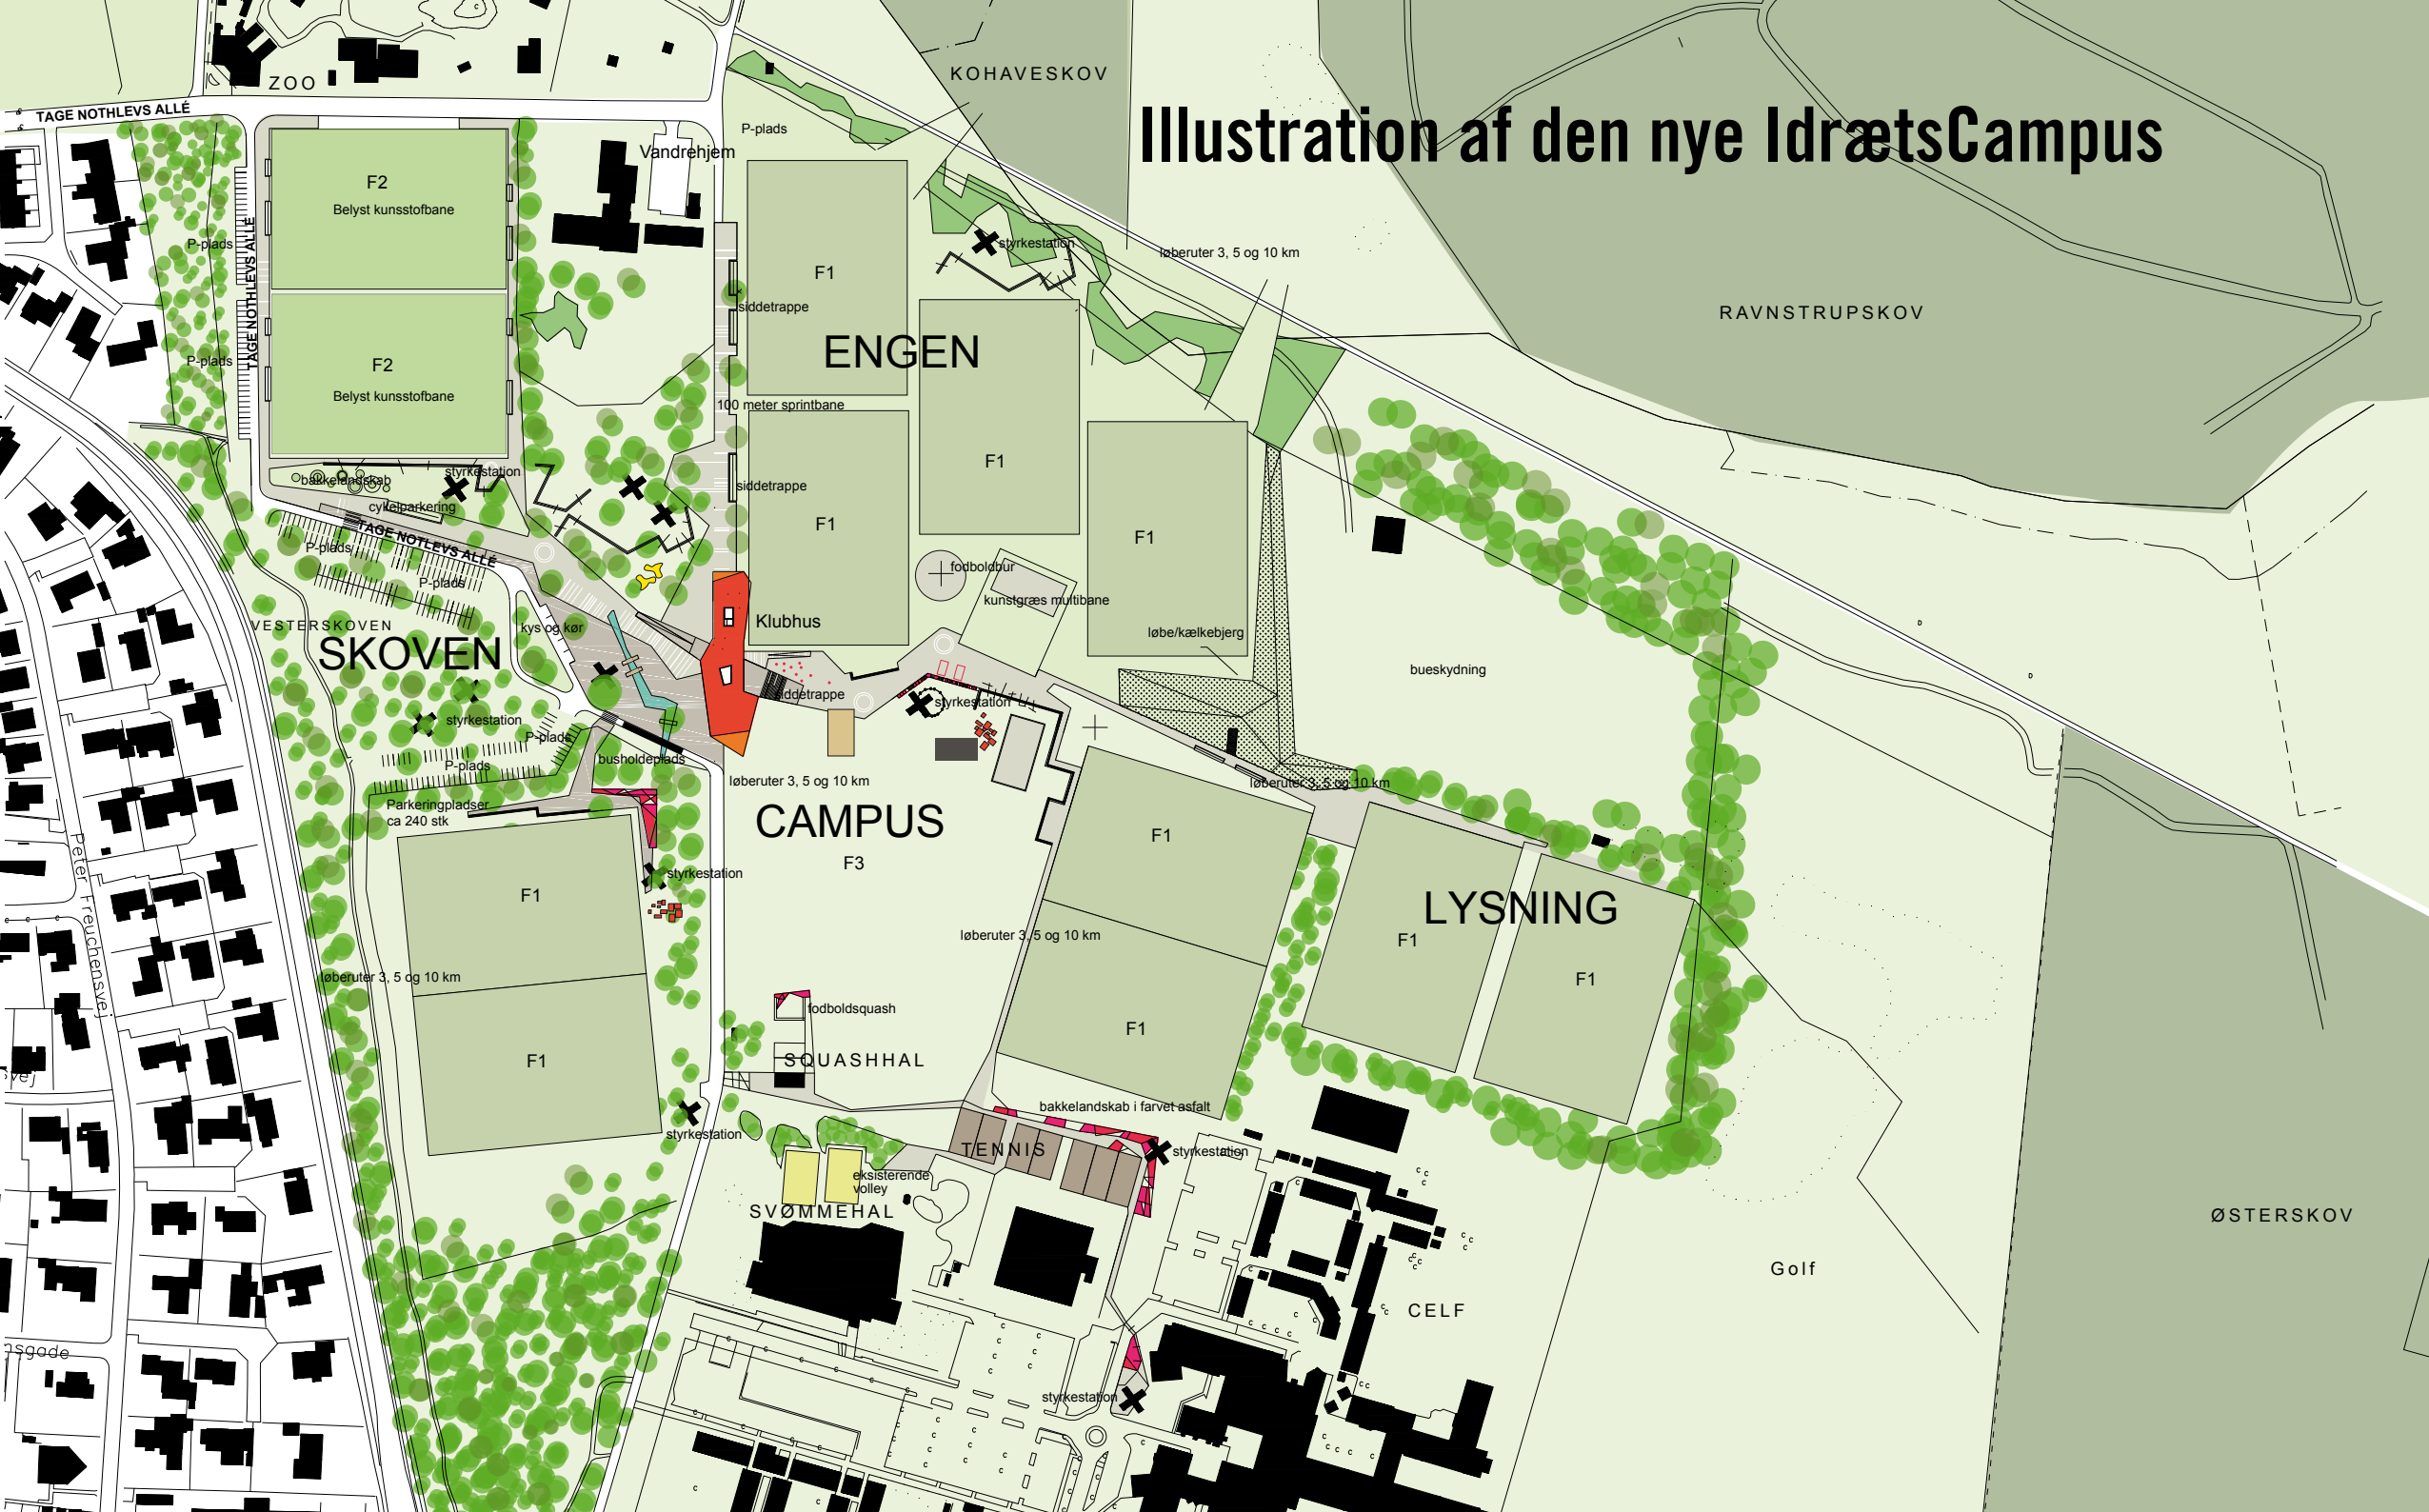 KOHAVESKOV
ZOO
TAGE NOTHLEVS ALLÉ
Illustration af den nye IdrætsCampus
P-plads
Vandrehjem
F2
Belyst kunsstofbane
P-plads
TAGE NOTHLEVS ALLÉ
styrkestation
løberuter 3, 5 og 10 km
F1
siddetrappe
RAVNSTRUPSKOV
ENGEN
P-plads
F2
Belyst kunsstofbane
100 meter sprintbane
F1
styrkestation
bakkelandskab
siddetrappe
cykelparkering
F1
TAGE NOTLEVS ALLÉ
F1
P-plads
P-plads
fodboldbur
kunstgræs multibane
VESTERSKOVEN
kys og kør
Klubhus
løbe/kælkebjerg
SKOVEN
bueskydning
siddetrappe
styrkestation
styrkestation
P-plads
busholdeplads
P-plads
løberuter 3, 5 og 10 km
løberuter 3, 5 og 10 km
Parkeringpladser
ca 240 stk
CAMPUS
F1
F3
styrkestation
Peter Freuchensvej
F1
LYSNING
F1
løberuter 3, 5 og 10 km
løberuter 3, 5 og 10 km
F1
fodboldsquash
F1
SQUASHHAL
F1
svej
bakkelandskab i farvet asfalt
styrkestation
TENNIS
styrkestation
eksisterende
volley
SVØMMEHAL
ØSTERSKOV
Golf
CELF
nsgade
styrkestation